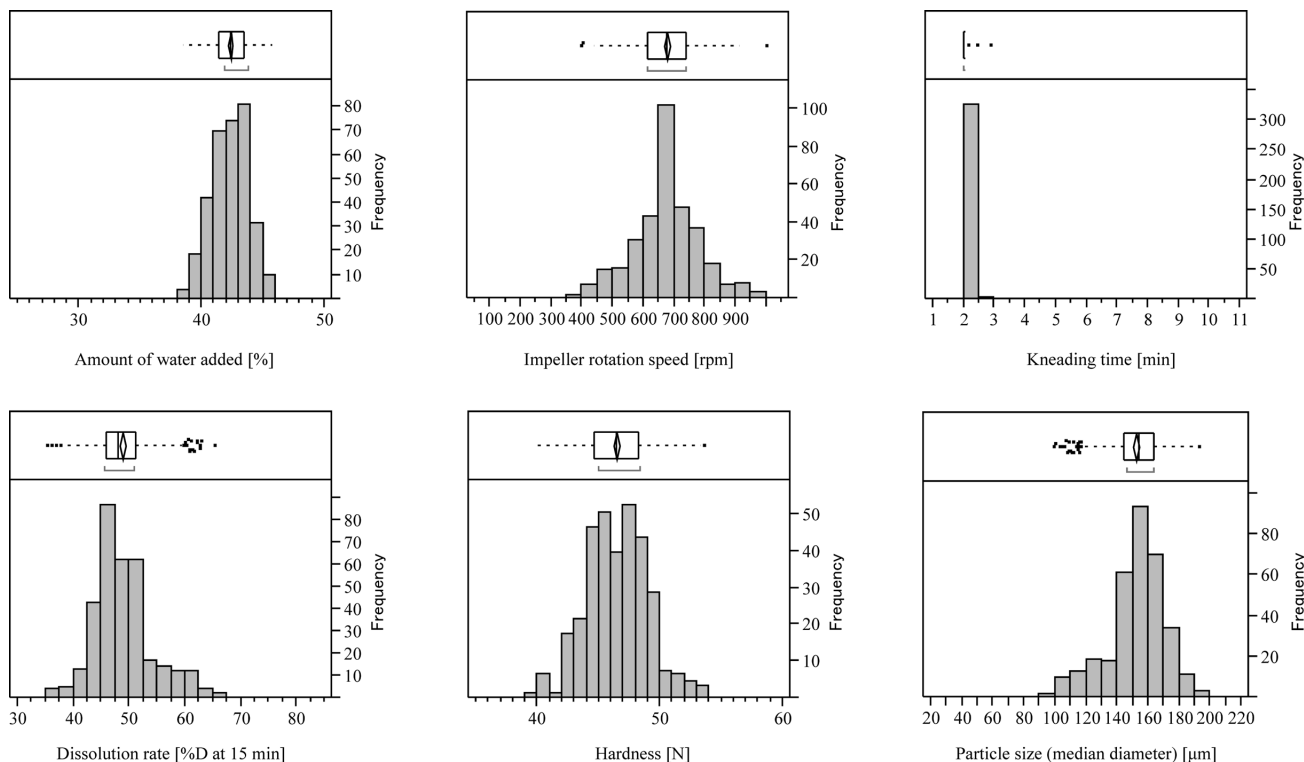 80
70
60
50
40
30
20
10
Frequency
30 40 50
Amount of water added [%]
100
80
60
40
20
Frequency
100 200 300 400 500 600 700 800 900
Impeller rotation speed [rpm]
300
250
200
150
100
50
Frequency
1 2 3 4 5 6 7 8 9 10 11
Kneading time [min]
80
70
60
50
40
30
20
10
Frequency
30 40 50 60 70 80
Dissolution rate [%D at 15 min]
50
40
30
20
10
Frequency
40 50 60
Hardness [N]
80
60
40
20
Frequency
20 40 60 80 100 120 140 160 180 200 220
Particle size (median diameter) [μm]